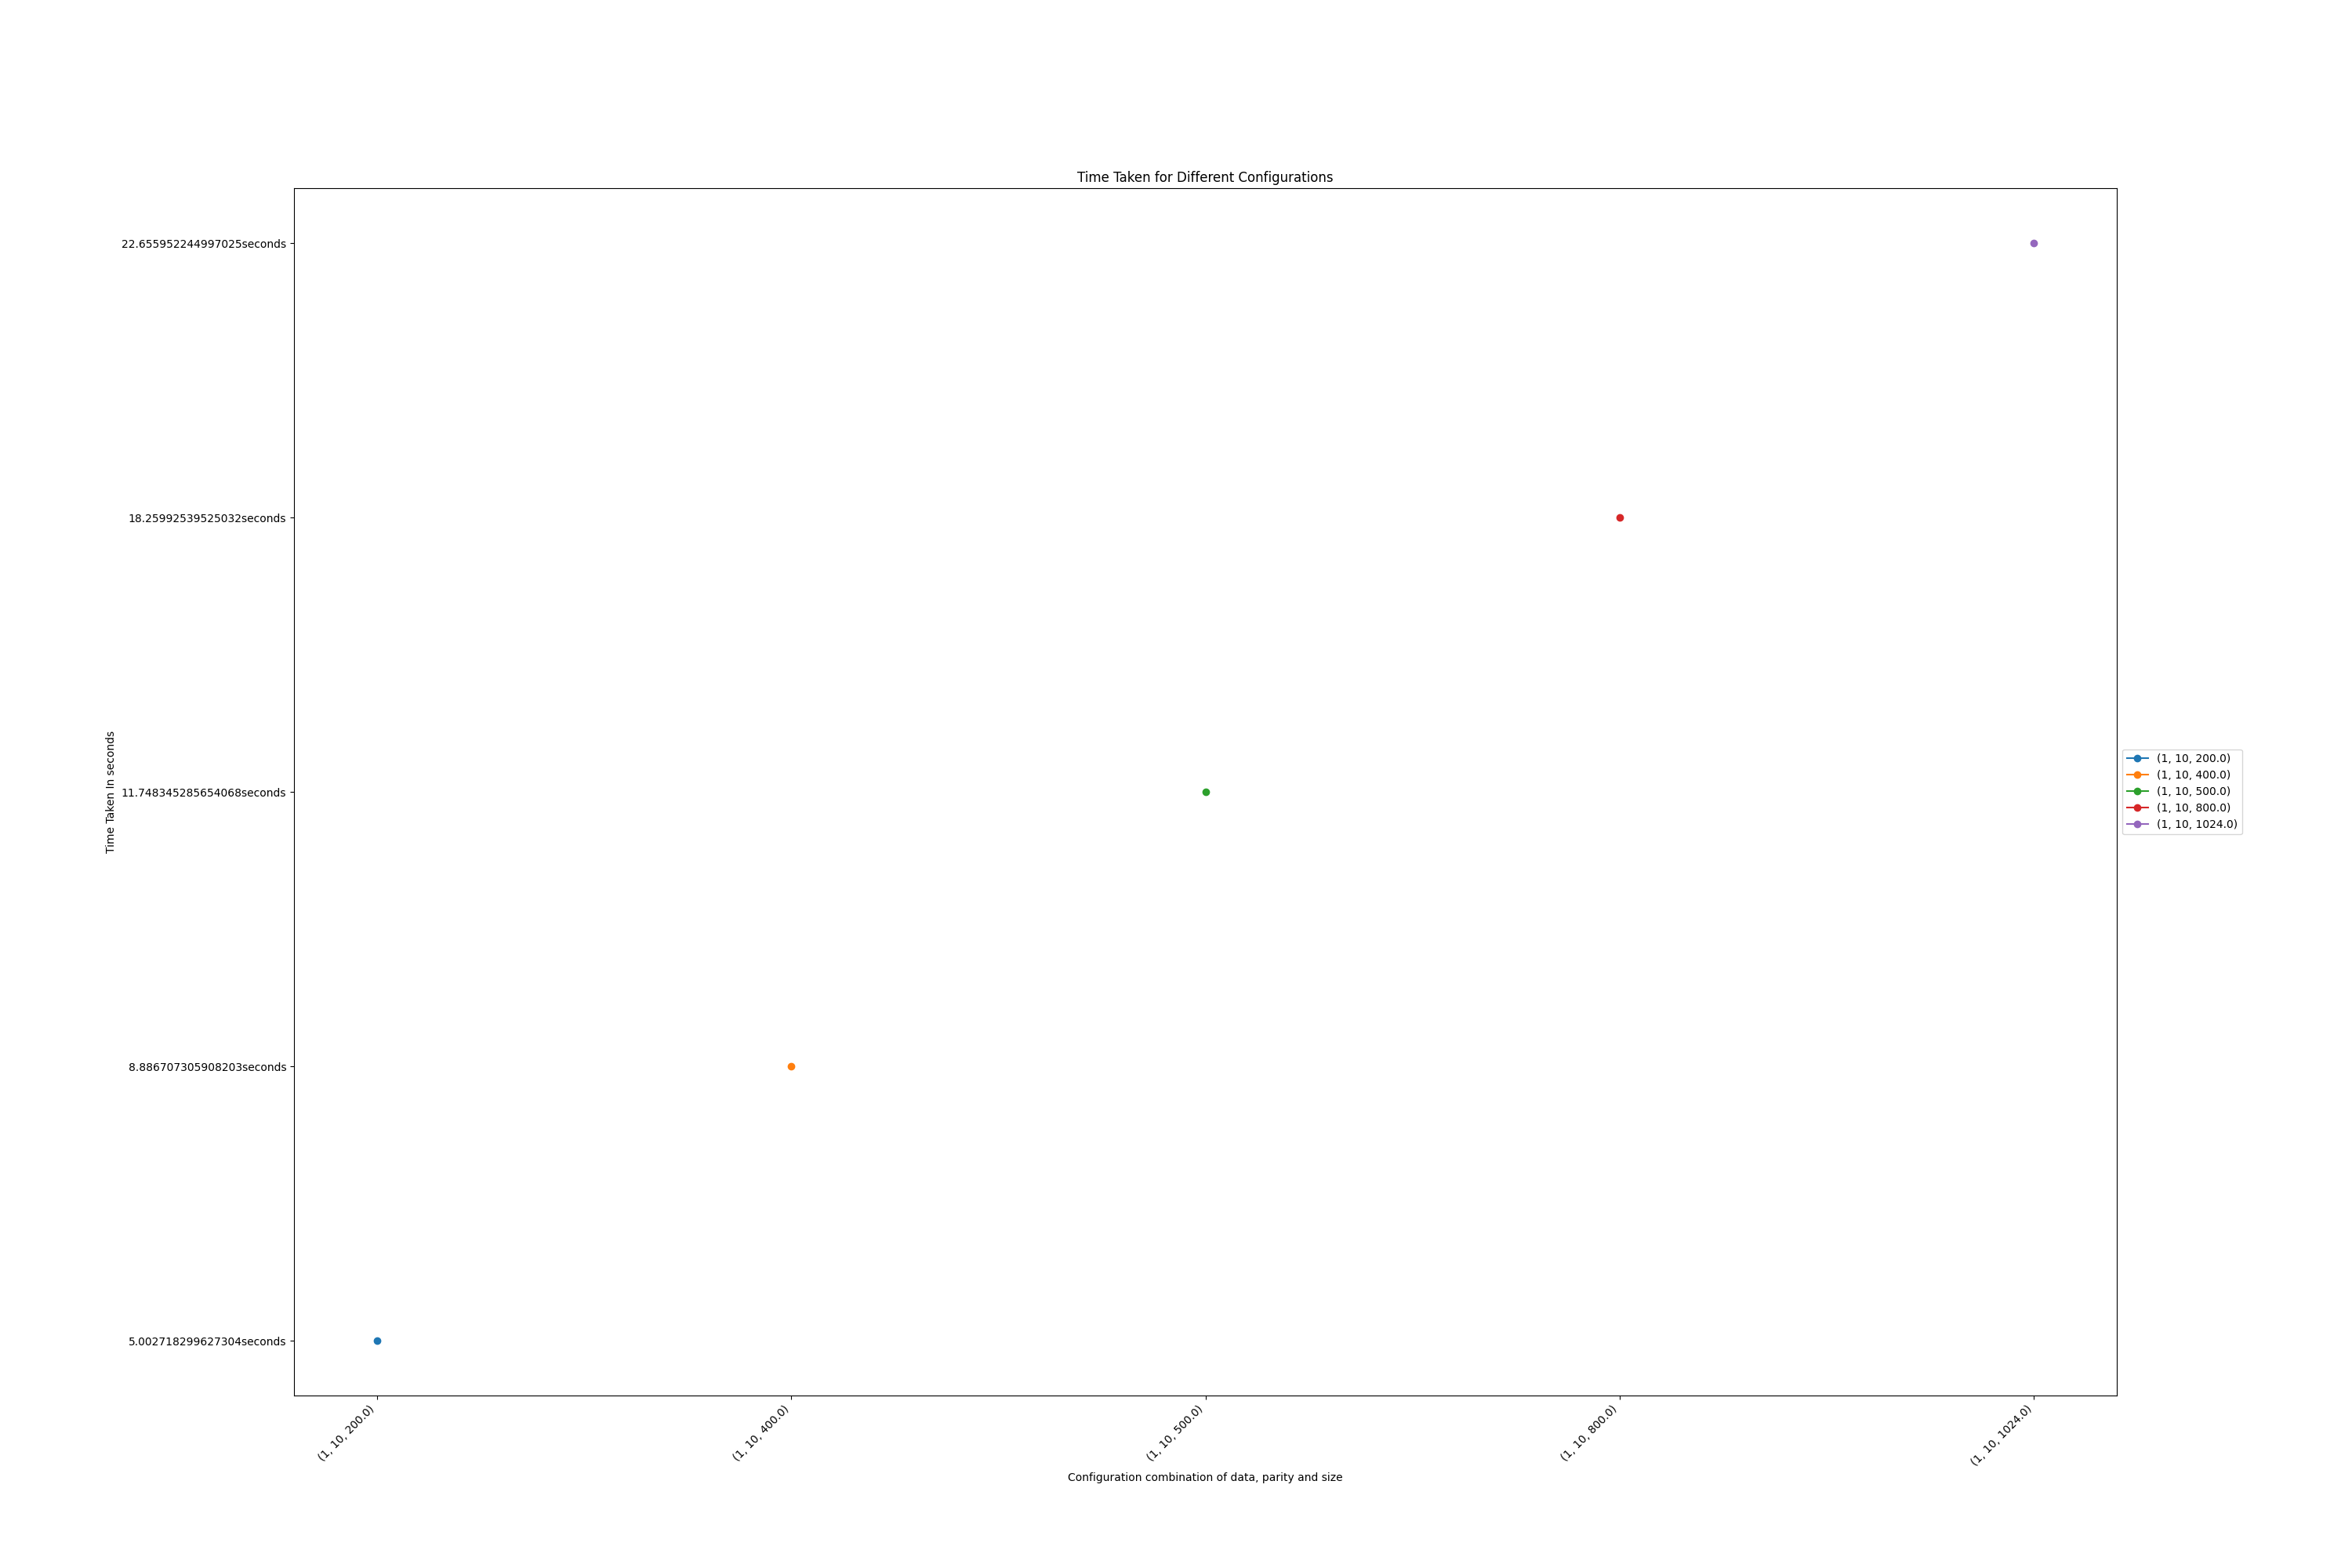 Time Taken for Different Configurations
22.655952244997025seconds
18.25992539525032seconds
11.748345285654068seconds
8.886707305908203seconds
5.002718299627304seconds
Time Taken In seconds
(1, 10, 200.0)
(1, 10, 400.0)
(1, 10, 500.0)
(1, 10, 800.0)
(1, 10, 1024.0)
Configuration combination of data, parity and size
(1, 10, 200.0)
(1, 10, 400.0)
(1, 10, 500.0)
(1, 10, 800.0)
(1, 10, 1024.0)